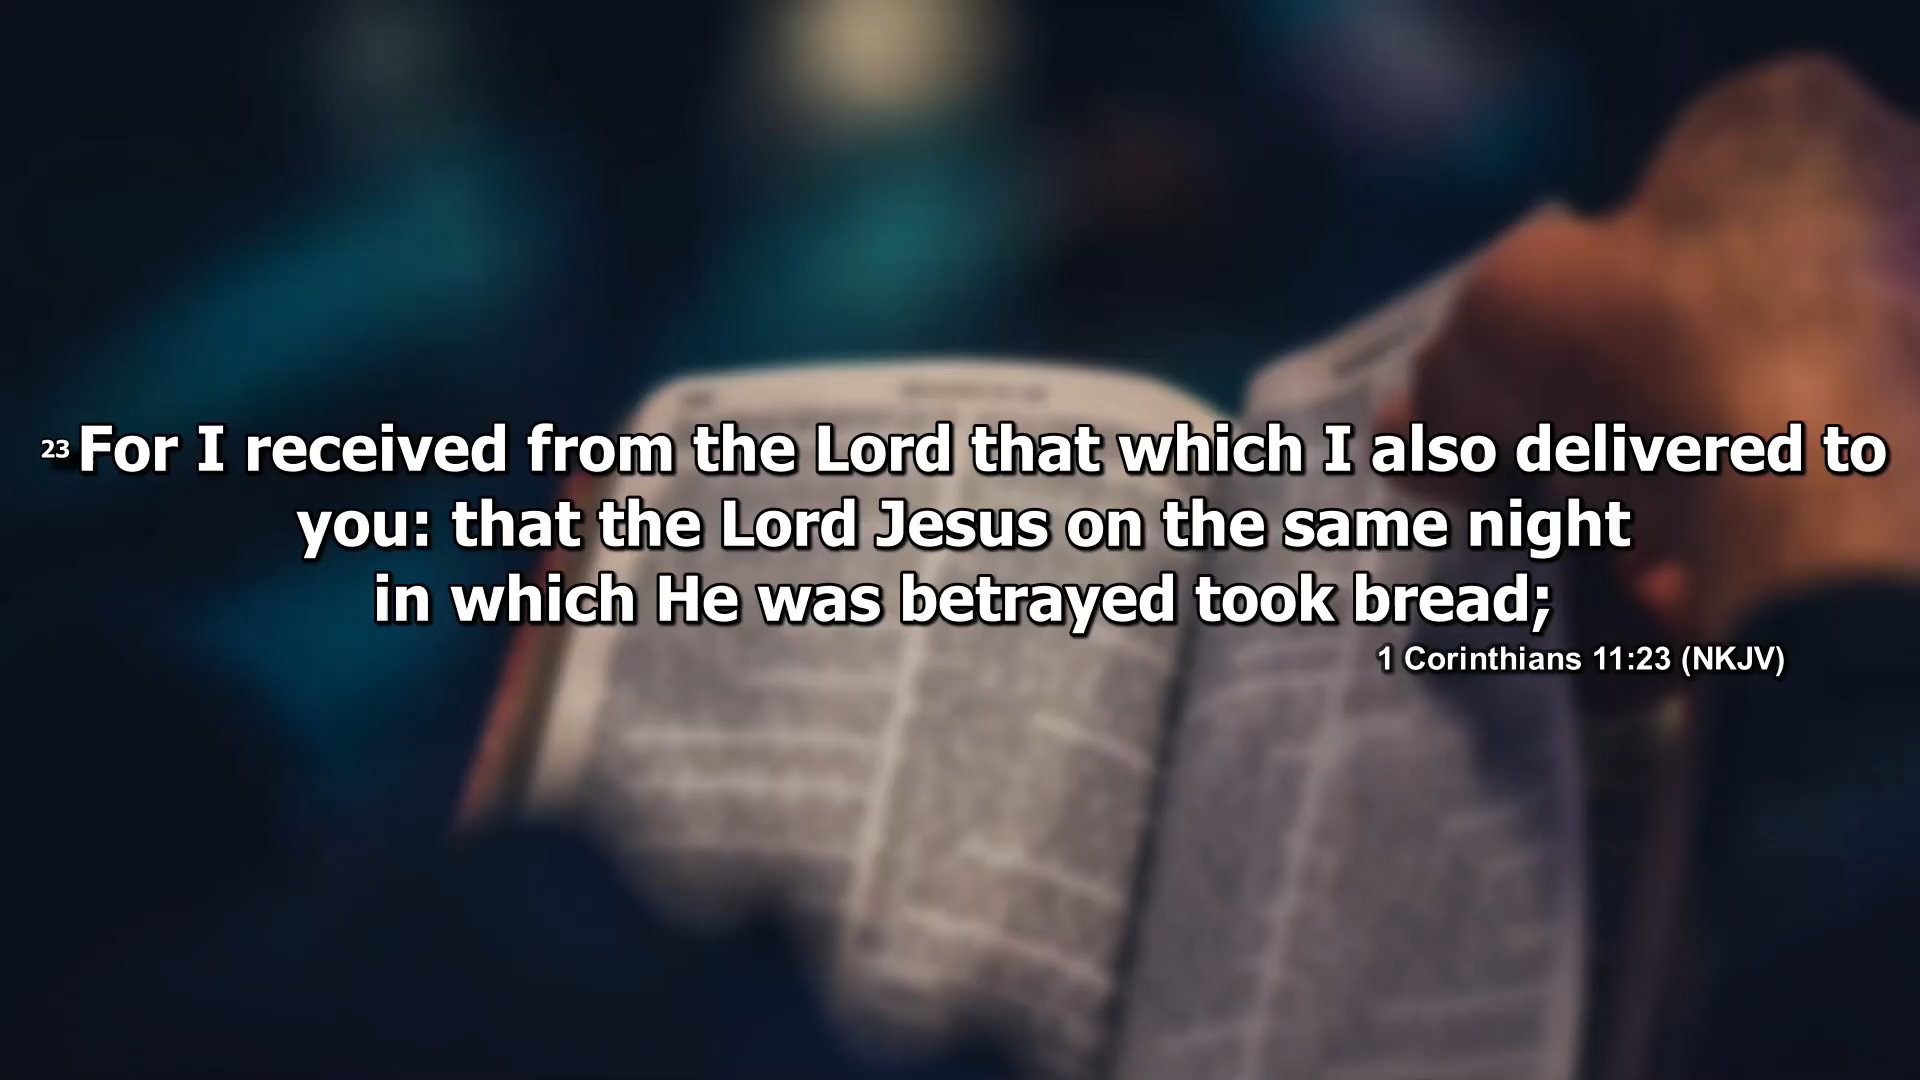 23 For I received from the Lord that which I also delivered to
you: that the Lord Jesus on the same night
in which He was betrayed took bread;
1 Corinthians 11:23 (NKJV)